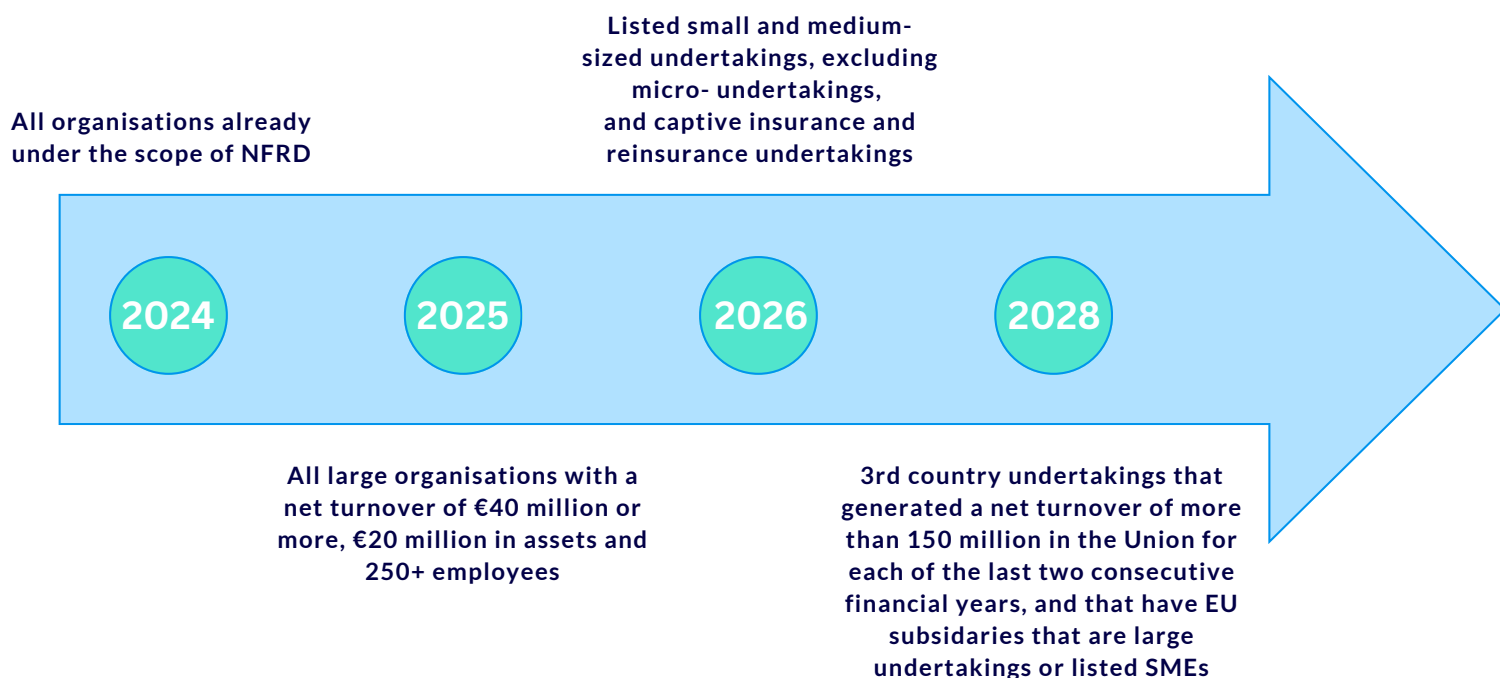 All organisations already
under the scope of NFRD
Listed small and medium-
sized undertakings, excluding
micro- undertakings,
and captive insurance and
reinsurance undertakings
2024
2025
2026
2028
All large organisations with a
net turnover of €40 million or
more, €20 million in assets and
250+ employees
3rd country undertakings that
generated a net turnover of more
than 150 million in the Union for
each of the last two consecutive
financial years, and that have EU
subsidaries that are large
undertakings or listed SMEs